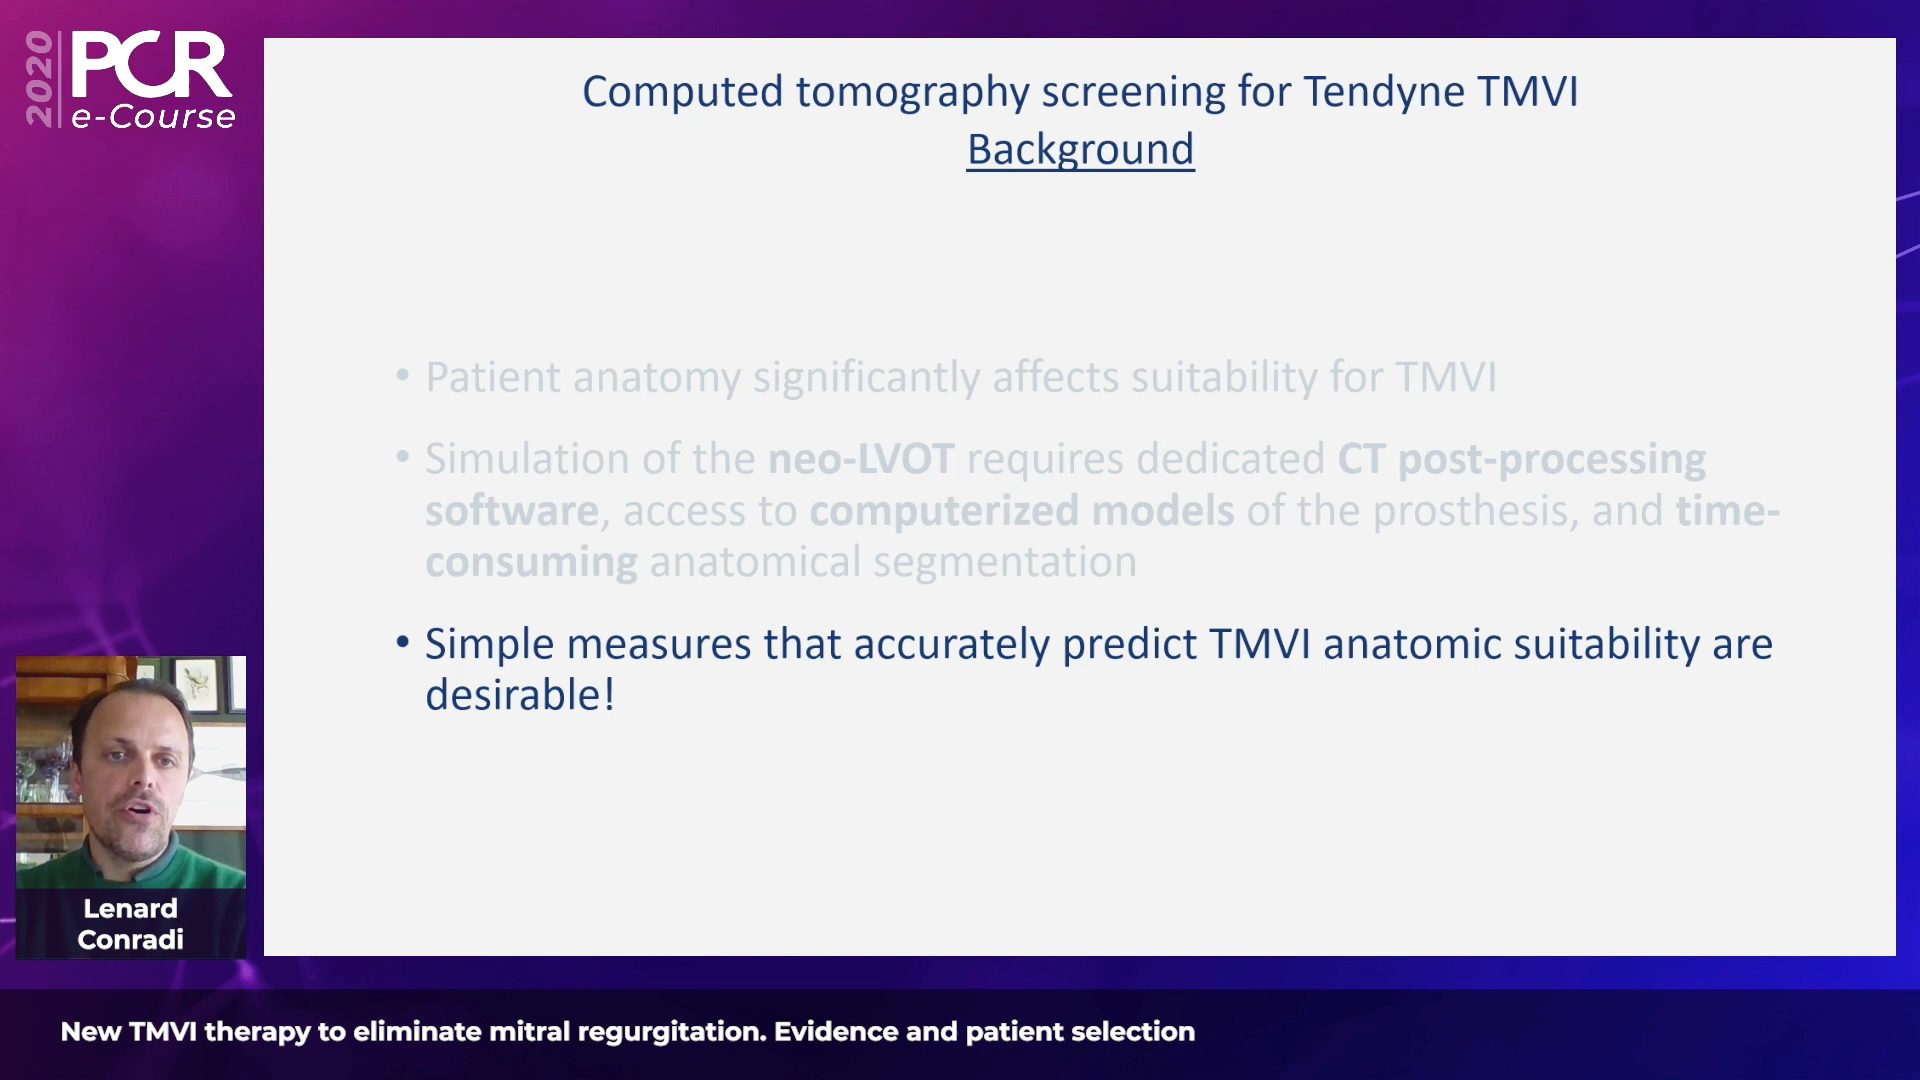 2020
PCR
e-Course
Computed tomography screening for Tendyne TMVI
Background
• Patient anatomy significantly affects suitability for TMVI
• Simulation of the neo-LVOT requires dedicated CT post-processing
software, access to computerized models of the prosthesis, and time-
consuming anatomical segmentation
• Simple measures that accurately predict TMVI anatomic suitability are
desirable!
Lenard
Conradi
New TMVI therapy to eliminate mitral regurgitation. Evidence and patient selection